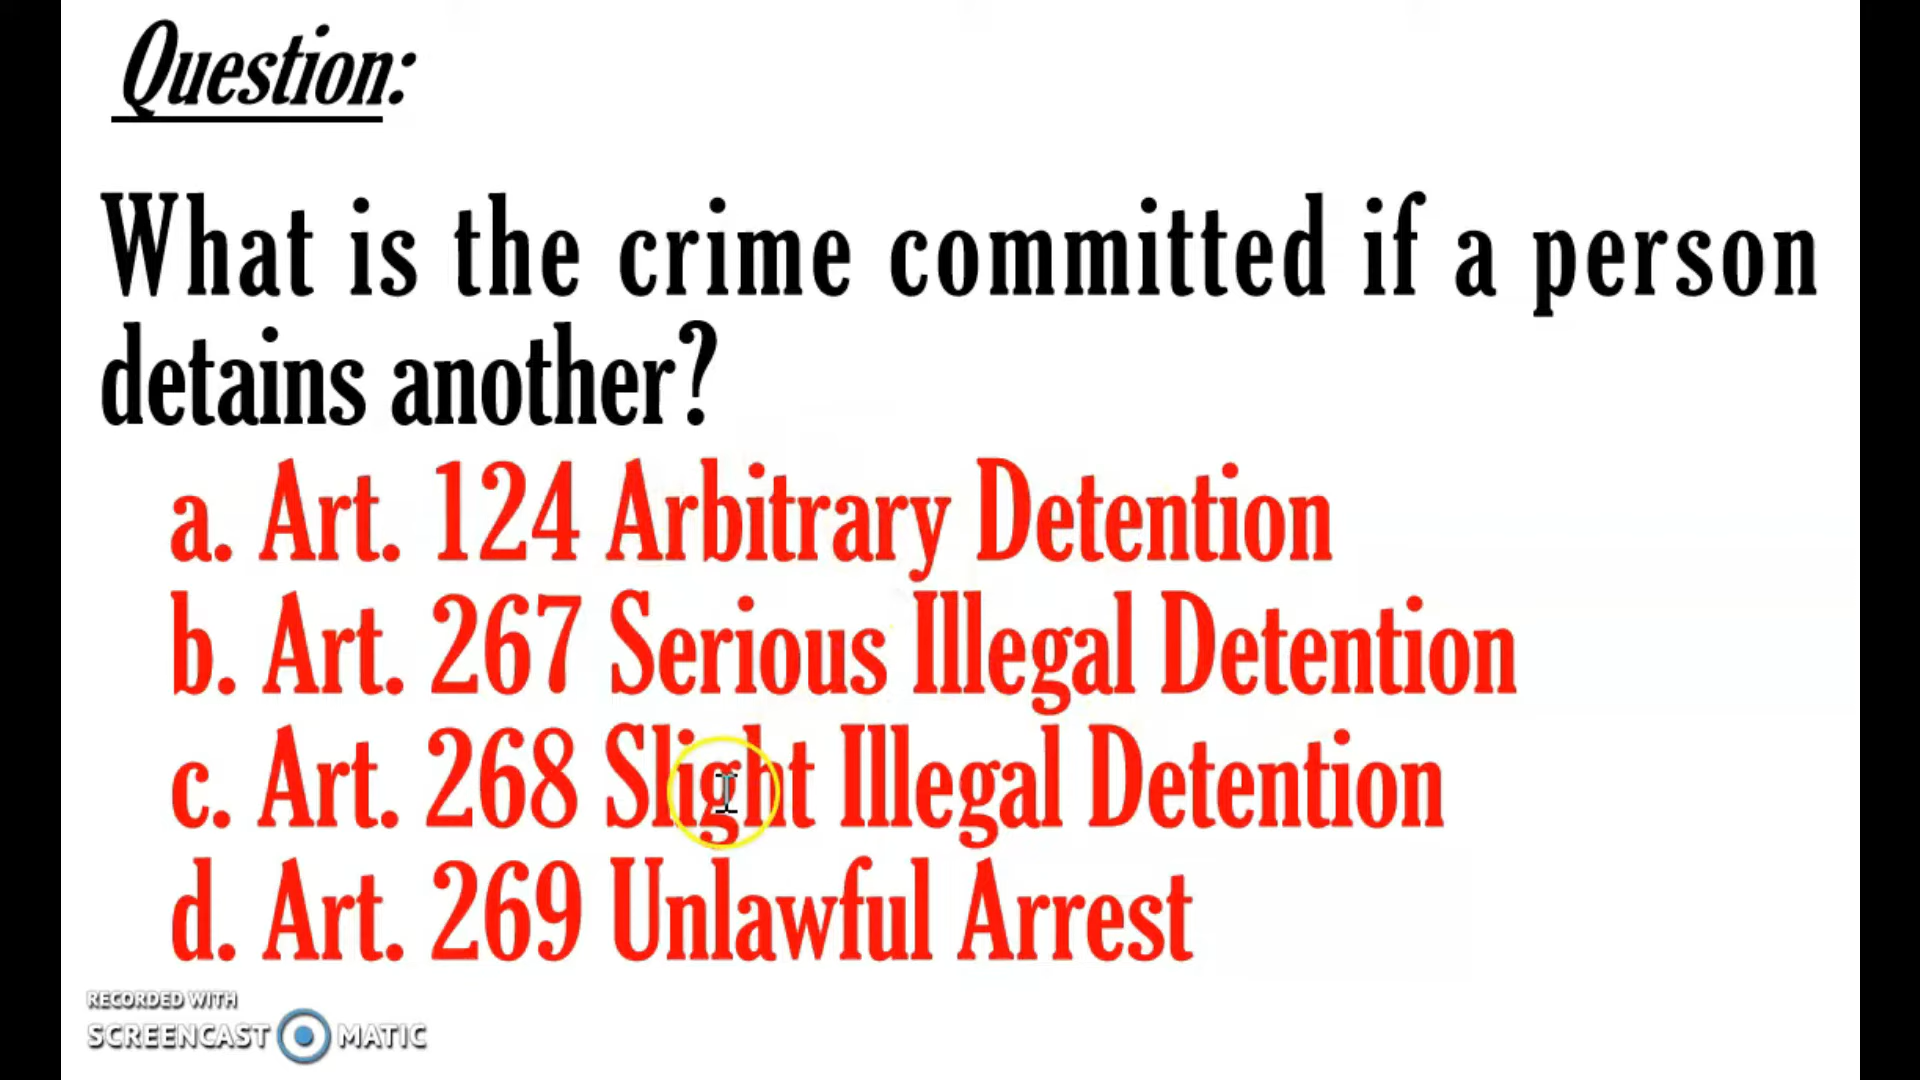 Question:
What is the crime committed if a person
detains another?
a. Art. 124 Arbitrary Detention
b. Art. 267 Serious Illegal Detention
c. Art. 268 Slight Illegal Detention
d. Art. 269 Unlawful Arrest
RECORDED WITH
SCREENCAST MATIC